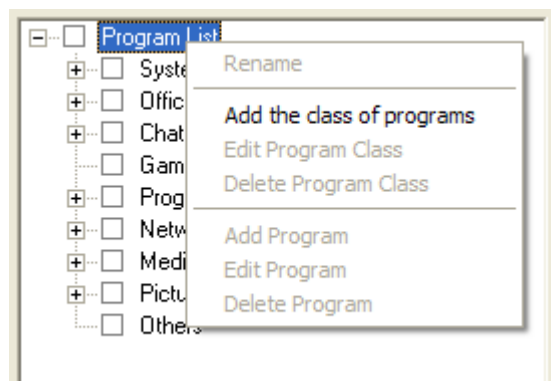 Program List
Syste
Offic
Chat
Gam
Prog
Netw
Medi
Pictu
Others
Rename
Add the class of programs
Edit Program Class
Delete Program Class
Add Program
Edit Program
Delete Program